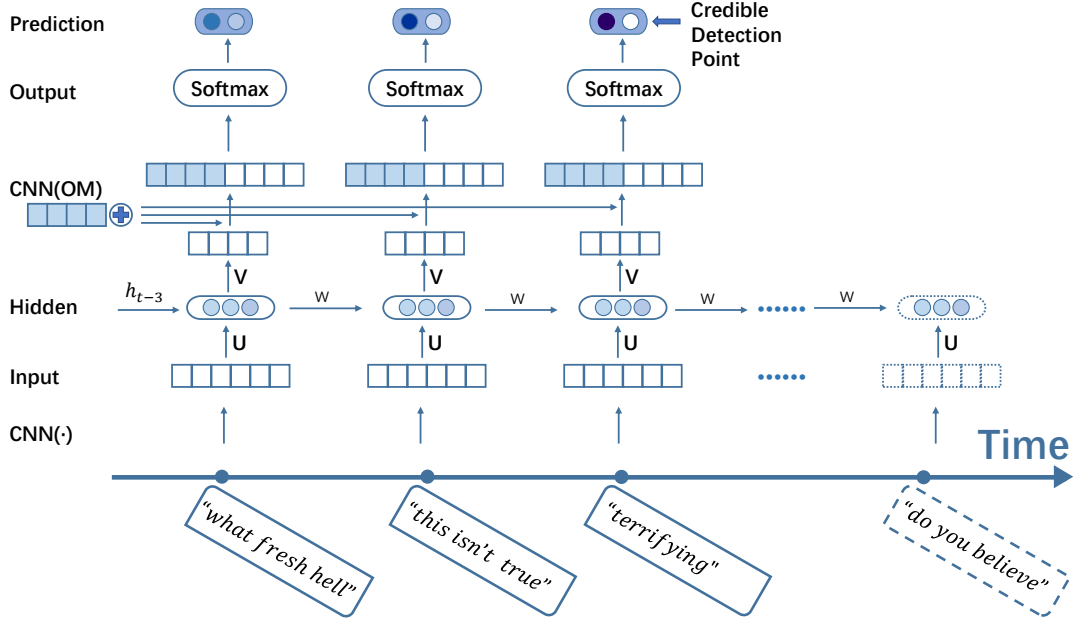 Prediction
Credible
Detection
Point
Output
Softmax
Softmax
Softmax
CNN(OM)
V
V
V
Hidden
h_{t−3}
W
W
W
W
U
U
U
U
Input
CNN(·)
Time
“what fresh hell”
“this isn't true”
“terrifying"
“do you believe”